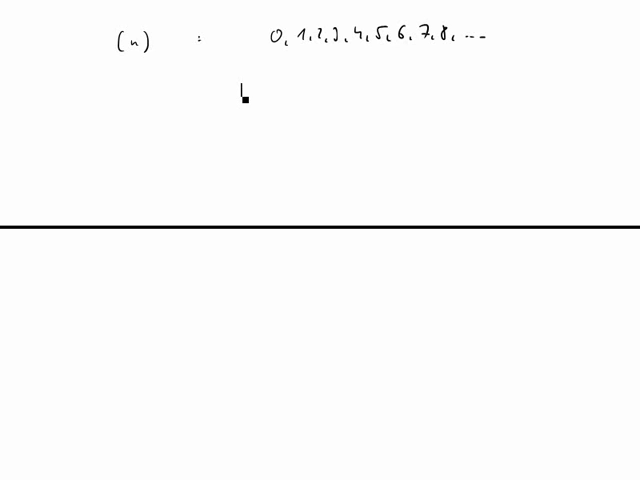 (n) : 0, 1, 2, 3, 4, 5, 6, 7, 8, ...